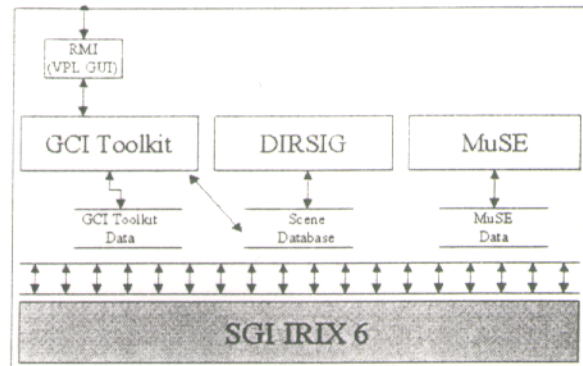 RMI
(VPL GUI)
GCI Toolkit
DIRSIG
MuSE
GCI Toolkit
Data
Scene
Database
MuSE
Data
SGI IRIX 6